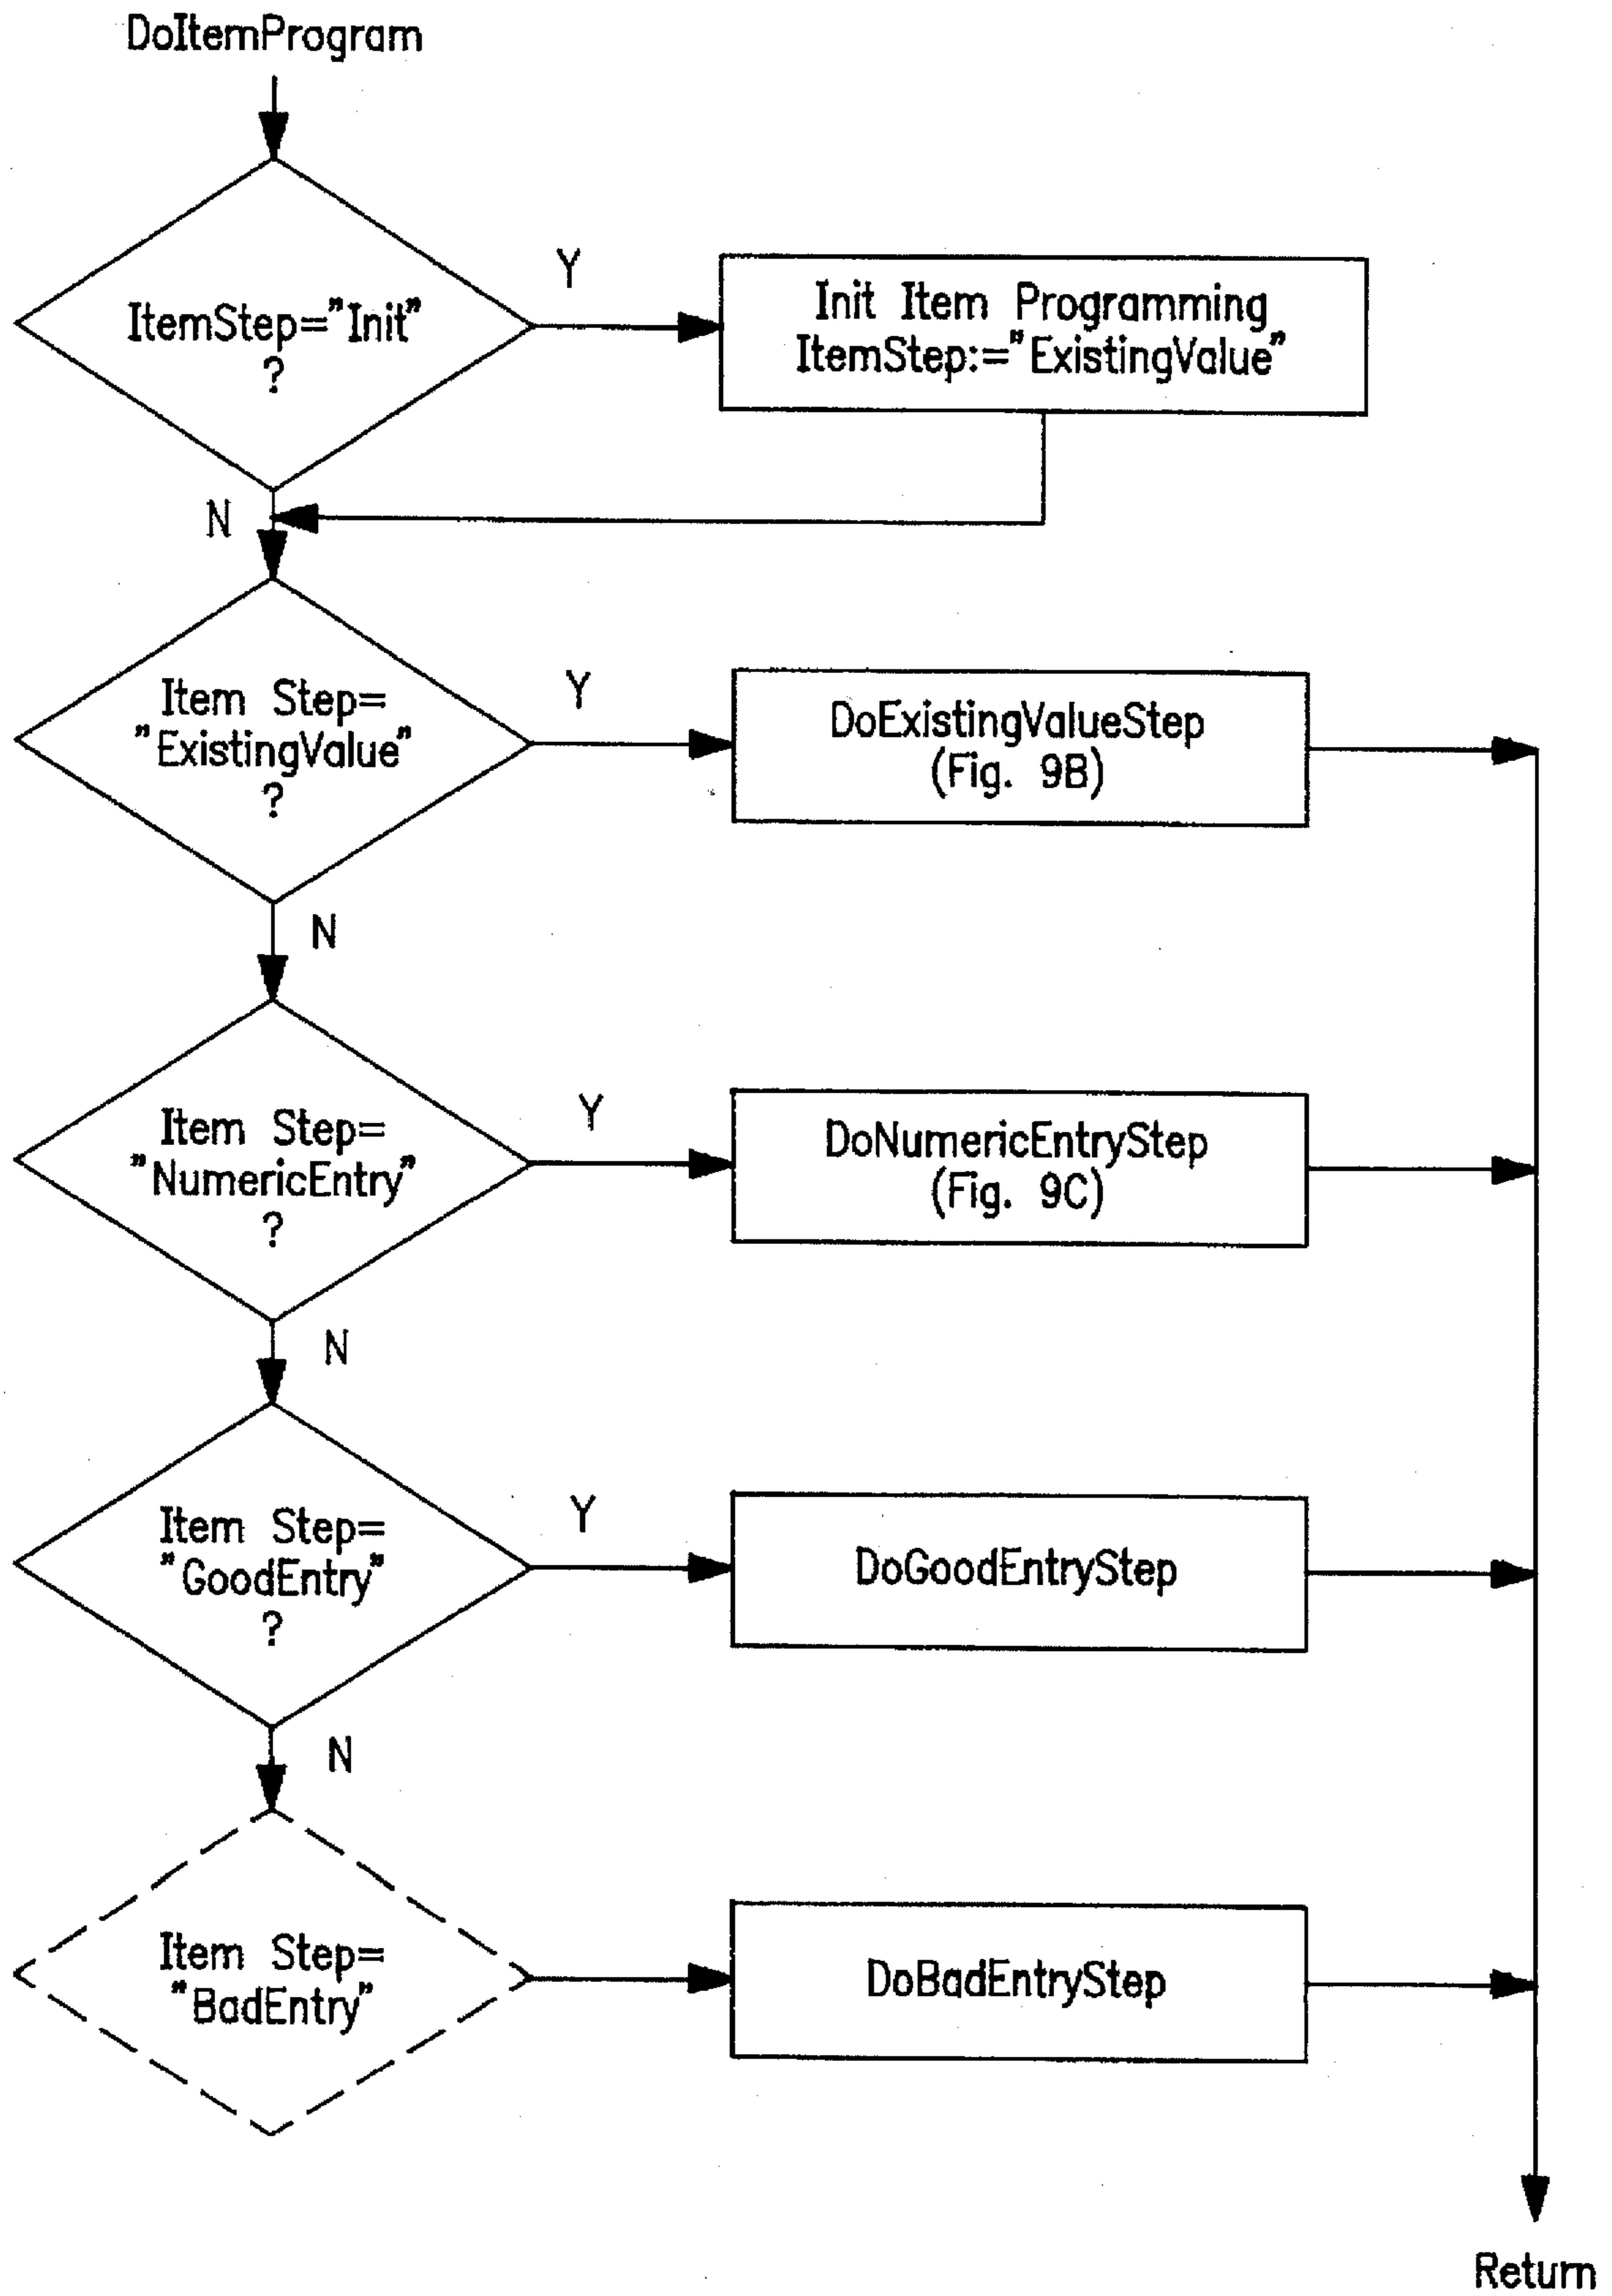 DoItemProgram
ItemStep="Init"
?
Y
Init Item Programming
ItemStep:="ExistingValue"
N
Item Step=
"ExistingValue"
?
Y
DoExistingValueStep
(Fig. 9B)
N
Item Step=
"NumericEntry"
?
Y
DoNumericEntryStep
(Fig. 9C)
N
Item Step=
"GoodEntry"
?
Y
DoGoodEntryStep
N
Item Step=
"BadEntry"
DoBadEntryStep
Return